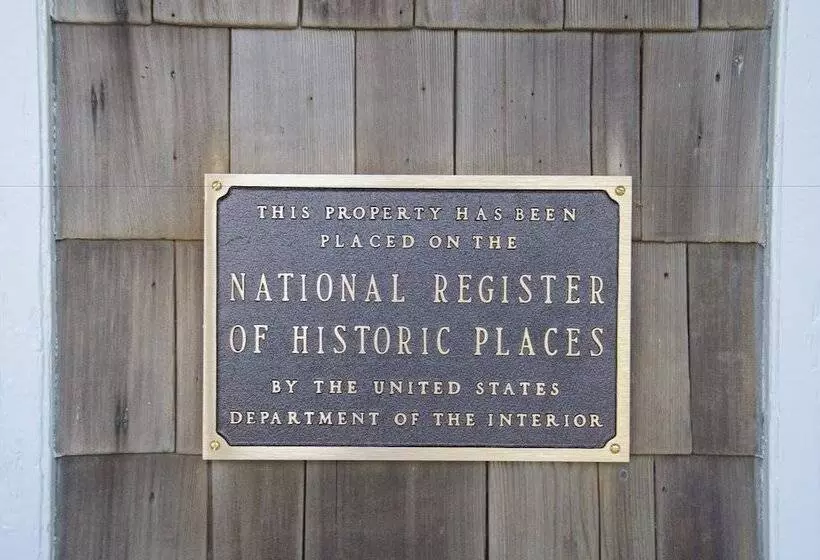 THIS PROPERTY HAS BEEN
PLACED ON THE
NATIONAL REGISTER
OF HISTORIC PLACES
BY THE UNITED STATES
DEPARTMENT OF THE INTERIOR